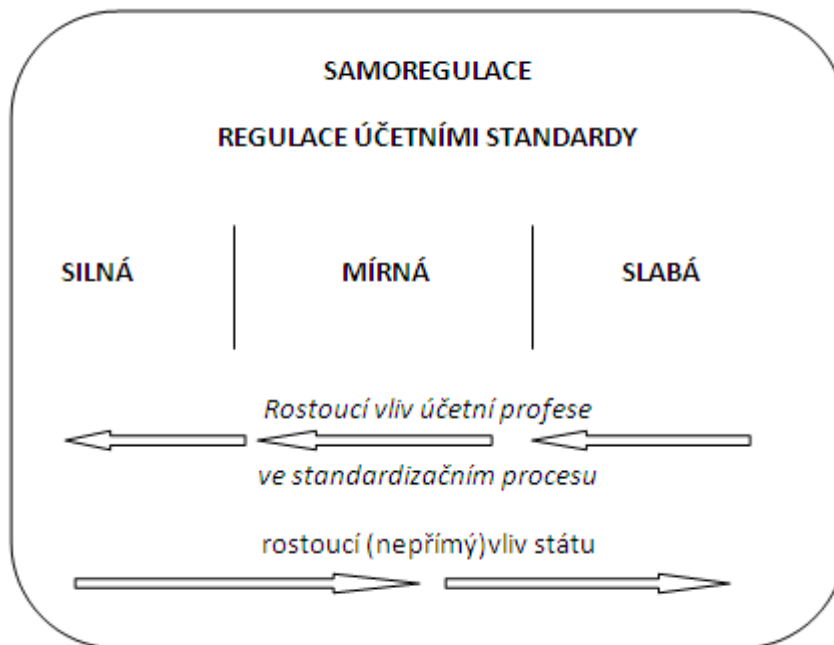 SAMOREGULACE
REGULACE ÚČETNÍMI STANDARDY
SILNÁ MÍRNÁ SLABÁ
Rostoucí vliv účetní profese
ve standardizačním procesu
rostoucí (nepřímý)vliv státu